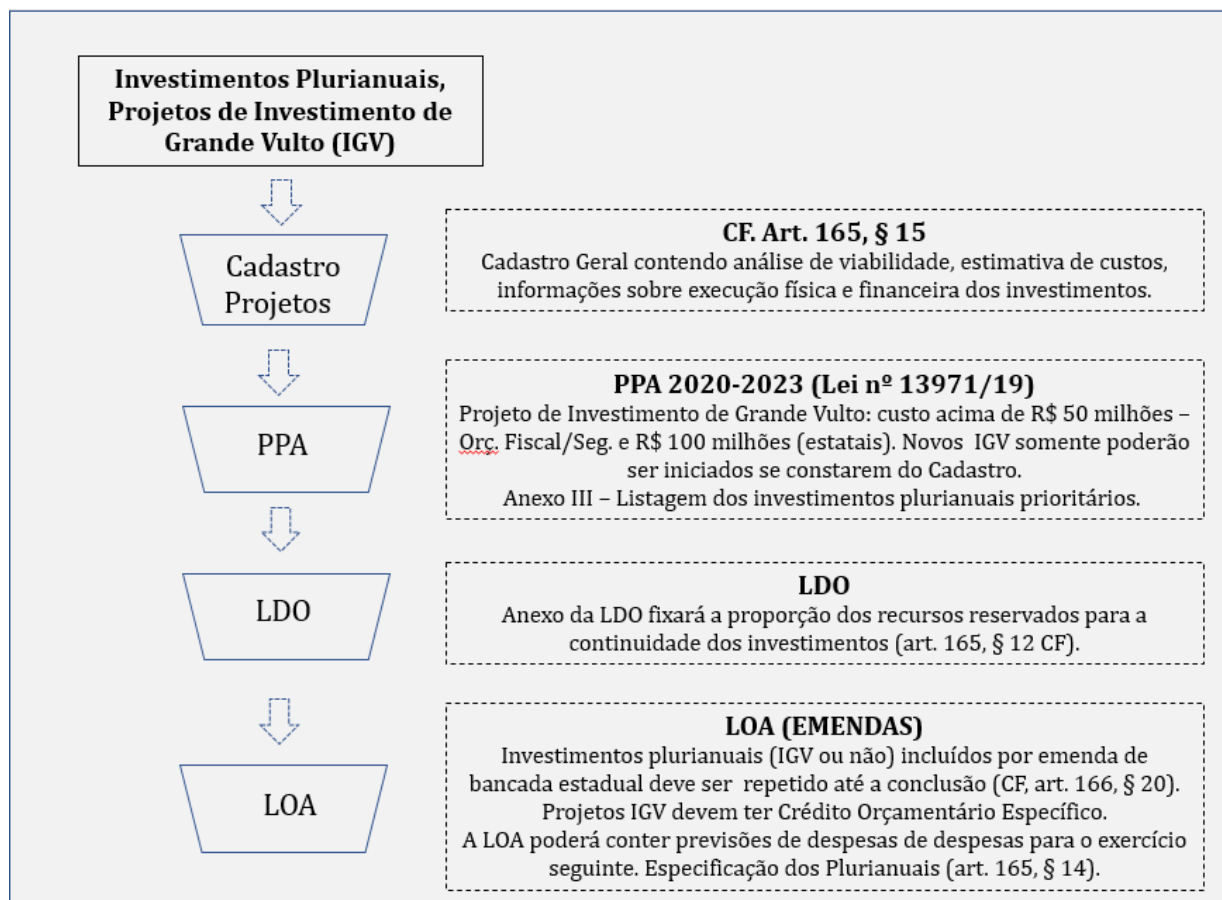 Investimentos Plurianuais,
Projetos de Investimento de
Grande Vulto (IGV)
Cadastro
Projetos
CF. Art. 165, § 15
Cadastro Geral contendo análise de viabilidade, estimativa de custos,
informações sobre execução física e financeira dos investimentos.
PPA
PPA 2020-2023 (Lei nº 13971/19)
Projeto de Investimento de Grande Vulto: custo acima de R$ 50 milhões –
Orç. Fiscal/Seg. e R$ 100 milhões (estatais). Novos IGV somente poderão
ser iniciados se constarem do Cadastro.
Anexo III – Listagem dos investimentos plurianuais prioritários.
LDO
LDO
Anexo da LDO fixará a proporção dos recursos reservados para a
continuidade dos investimentos (art. 165, § 12 CF).
LOA
LOA (EMENDAS)
Investimentos plurianuais (IGV ou não) incluídos por emenda de
bancada estadual deve ser repetido até a conclusão (CF, art. 166, § 20).
Projetos IGV devem ter Crédito Orçamentário Específico.
A LOA poderá conter previsões de despesas de despesas para o exercício
seguinte. Especificação dos Plurianuais (art. 165, § 14).